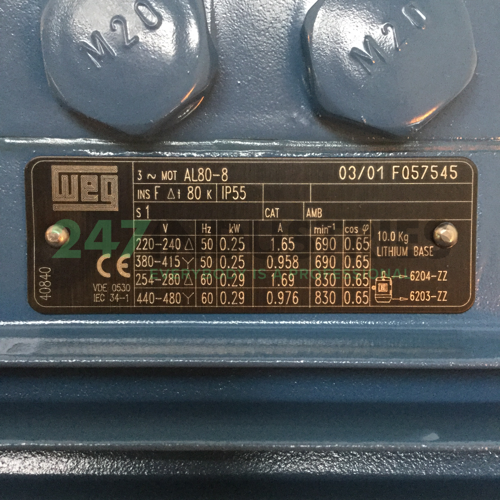 M20
M20
WEG
3 ~ MOT AL80-8 03/01 FQ57545
INS F Δt 80 K IP55
S1 CAT AMB
V Hz kW A min⁻¹ cos φ
220-240 Δ 50 0.25 1.65 690 0.65
380-415 Y 50 0.25 0.958 690 0.65
254-280 Δ 60 0.29 1.69 830 0.65
440-480 Y 60 0.29 0.976 830 0.65
10.0 Kg
LITHIUM BASE
6204-ZZ
6203-ZZ
40840
CE
VDE 0530
IEC 34-1
247